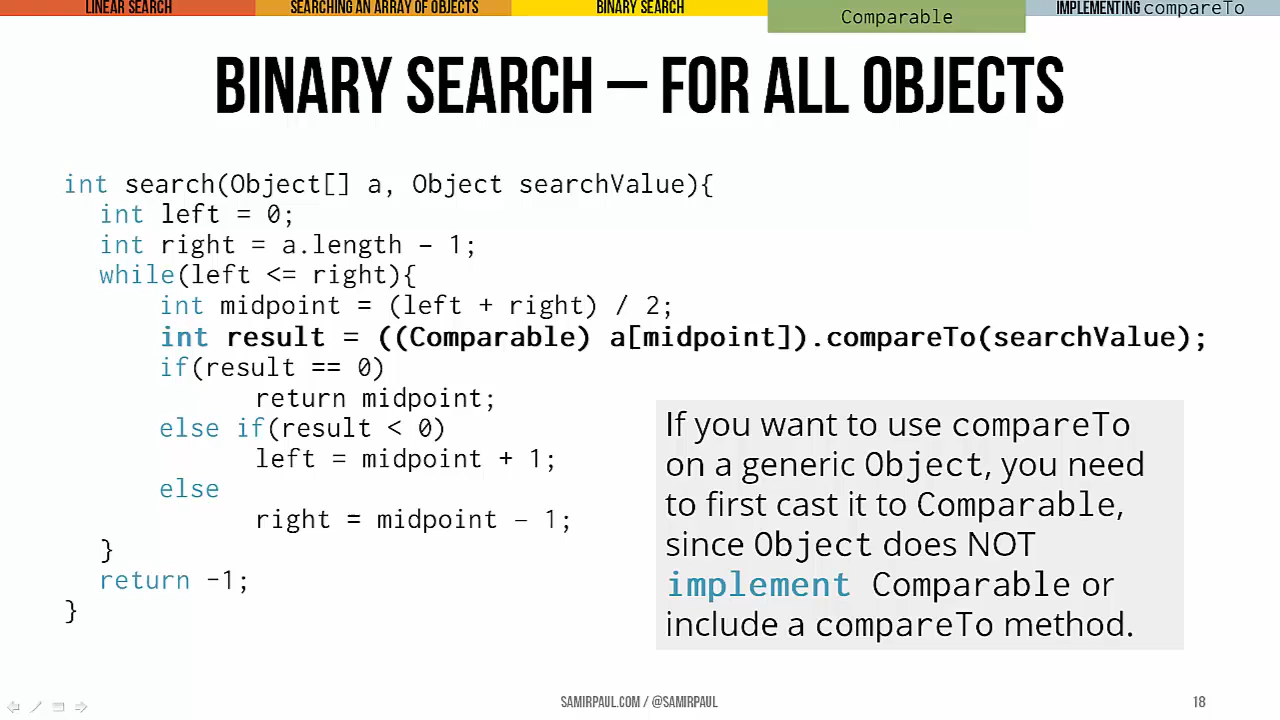 LINEAR SEARCH
SEARCHING AN ARRAY OF OBJECTS
BINARY SEARCH
Comparable
IMPLEMENTING compareTo
BINARY SEARCH – FOR ALL OBJECTS
int search(Object[] a, Object searchValue){
int left = 0;
int right = a.length – 1;
while(left <= right){
int midpoint = (left + right) / 2;
int result = ((Comparable) a[midpoint]).compareTo(searchValue);
if(result == 0)
return midpoint;
else if(result < 0)
left = midpoint + 1;
else
right = midpoint – 1;
}
return -1;
}
If you want to use compareTo
on a generic Object, you need
to first cast it to Comparable,
since Object does NOT
implement Comparable or
include a compareTo method.
SAMIRPAUL.COM / @SAMIRPAUL
18